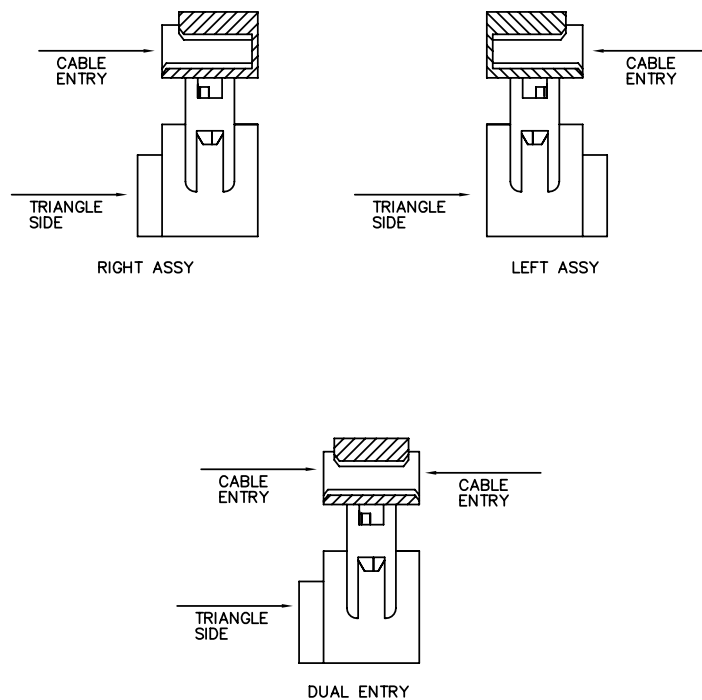 CABLE
ENTRY
CABLE
ENTRY
TRIANGLE
SIDE
TRIANGLE
SIDE
RIGHT ASSY
LEFT ASSY
CABLE
ENTRY
CABLE
ENTRY
TRIANGLE
SIDE
DUAL ENTRY